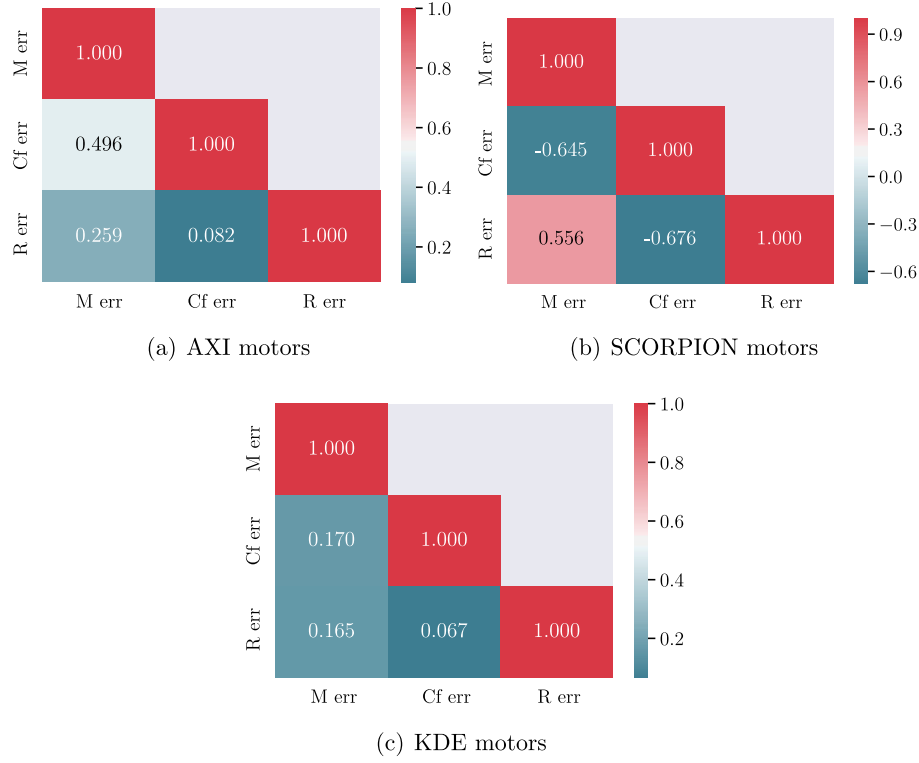 M err
1.000
Cf err
0.496
1.000
R err
0.259
0.082
1.000
M err
Cf err
R err
1.0
0.8
0.6
0.4
0.2
(a) AXI motors
M err
1.000
Cf err
-0.645
1.000
R err
0.556
-0.676
1.000
M err
Cf err
R err
0.9
0.6
0.3
0.0
−0.3
−0.6
(b) SCORPION motors
M err
1.000
Cf err
0.170
1.000
R err
0.165
0.067
1.000
M err
Cf err
R err
1.0
0.8
0.6
0.4
0.2
(c) KDE motors